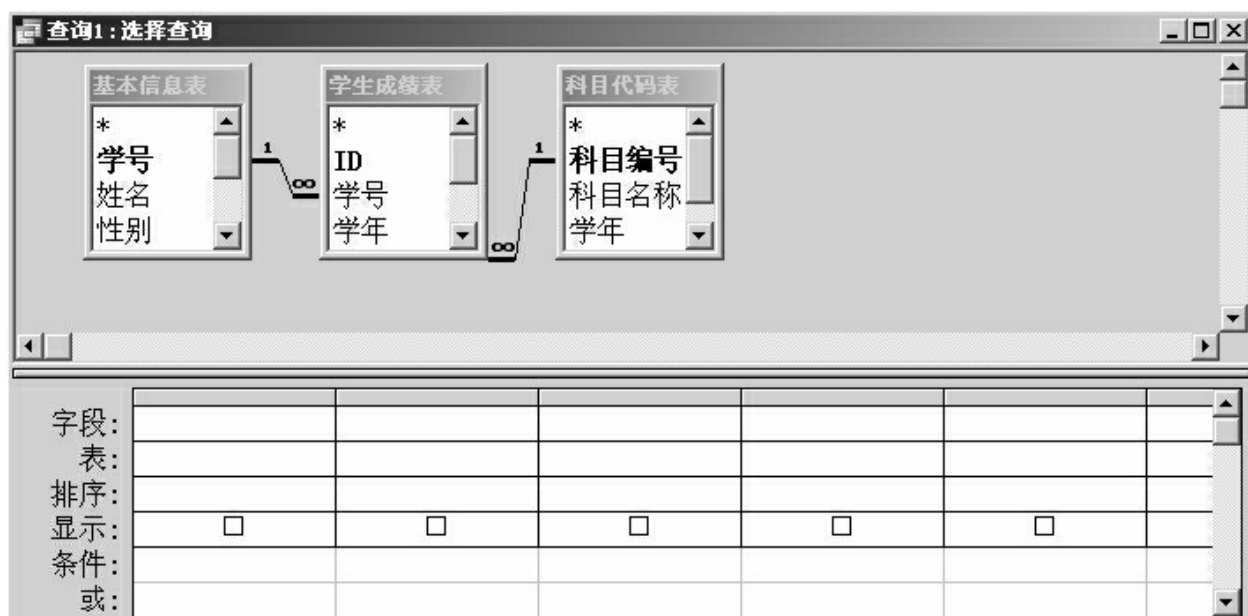 查询1:选择查询
基本信息表
*
学号
姓名
性别
1
∞
学生成绩表
*
ID
学号
学年
∞
1
科目代码表
*
科目编号
科目名称
学年
字段:
表:
排序:
显示:
条件:
或: